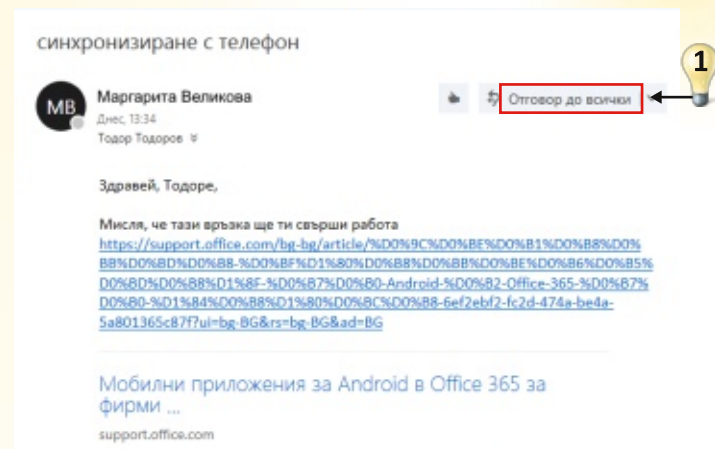 синхронизиране с телефон
1
МВ
Маргарита Великова
Отговор до всички
Днес, 13:34
Тодор Тодоров
Здравей, Тодоре,
Мисля, че тази връзка ще ти свърши работа
https://support.office.com/bg-bg/article/%D0%9C%D0%BE%D0%B1%D0%B8%D0%
BB%D0%BD%D0%B8-%D0%BF%D1%80%D0%B8%D0%BB%D0%BE%D0%B6%D0%B5%
D0%BD%D0%B8%D1%8F-%D0%B7%D0%B0-Android-%D0%B2-Office-365-%D0%B7%
D0%B0-%D1%84%D0%B8%D1%80%D0%BC%D0%B8-6ef2ebf2-fc2d-474a-be4a-
5a801365c87f?ui=bg-BG&rs=bg-BG&ad=BG
Мобилни приложения за Android в Office 365 за
фирми ...
support.office.com